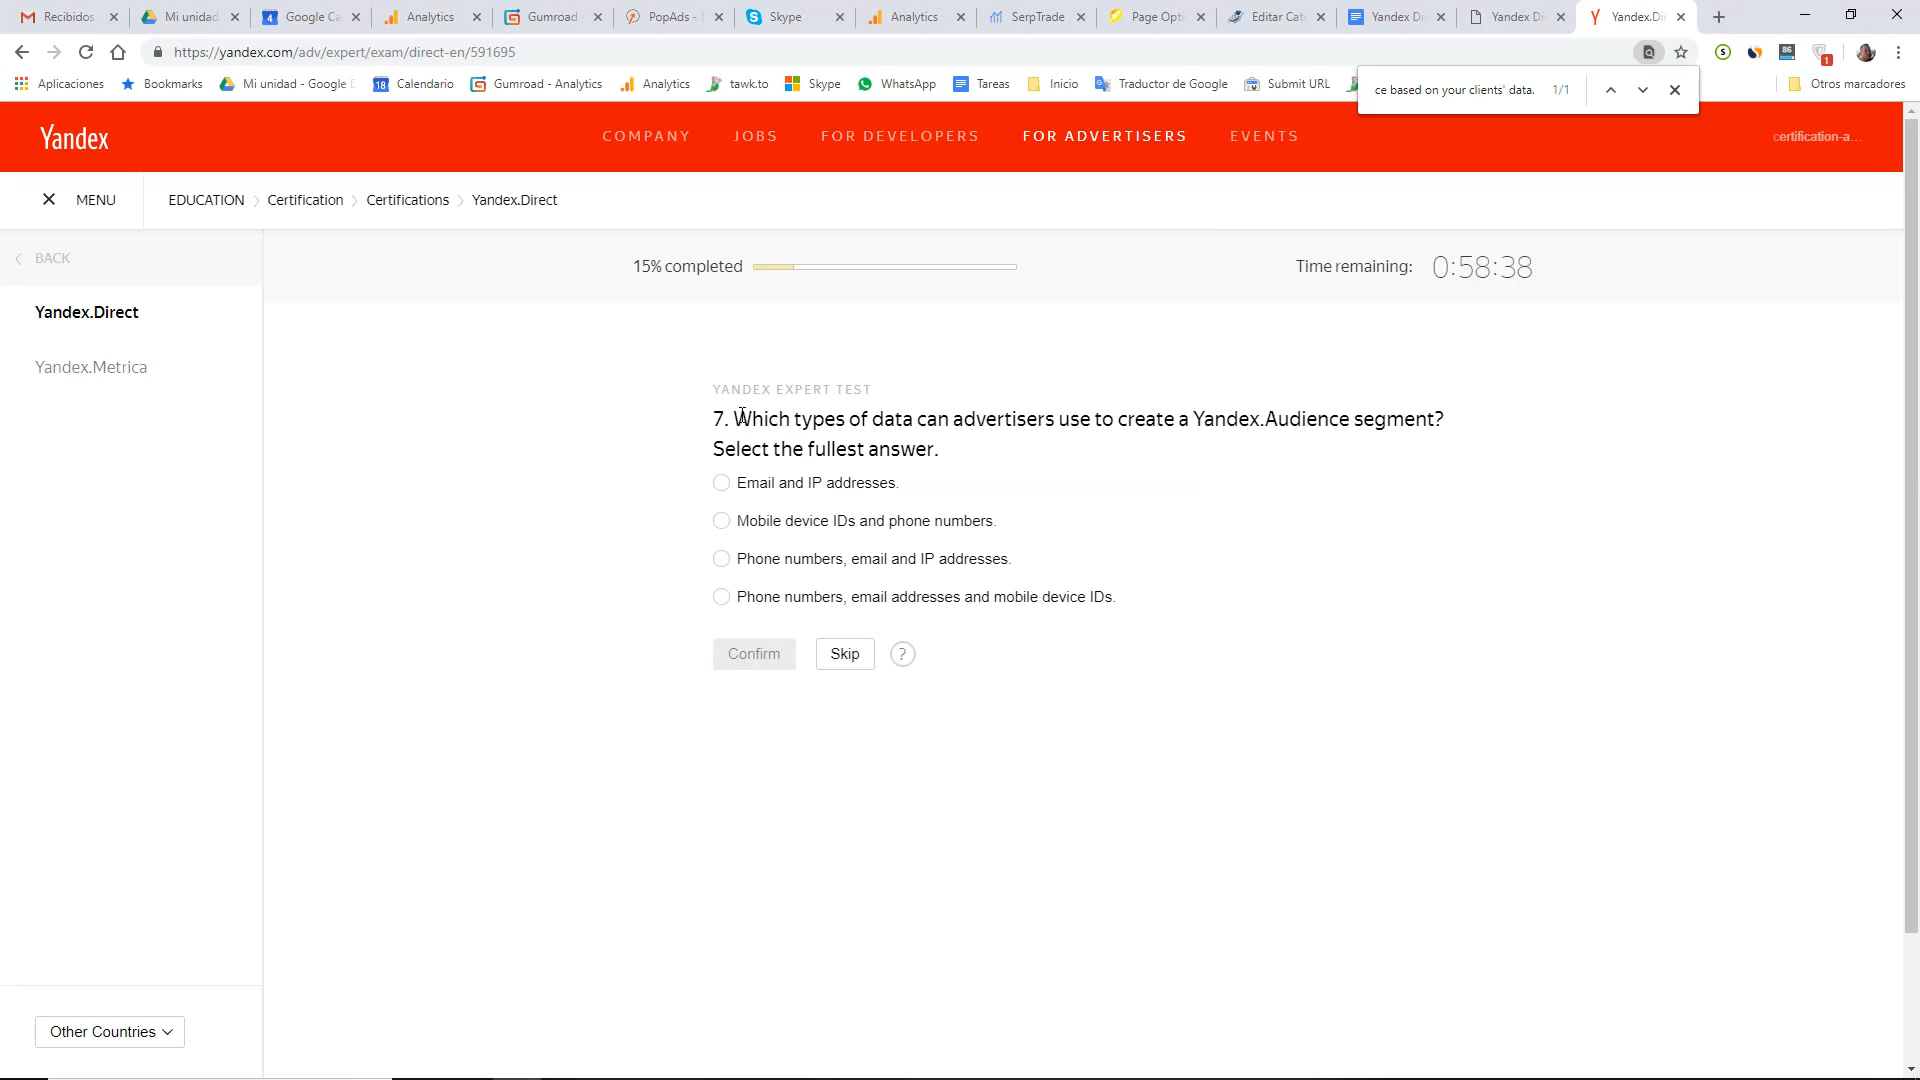 Recibidos
Mi unidad
Google Ca
Analytics
Gumroad
PopAds -
Skype
Analytics
SerpTrade
Page Opti
Editar Cat
Yandex Di
Yandex Di
Yandex.Di
https://yandex.com/adv/expert/exam/direct-en/591695
86
1
Aplicaciones
Bookmarks
Mi unidad - Google
18
Calendario
Gumroad - Analytics
Analytics
tawk.to
Skype
WhatsApp
Tareas
Inicio
Traductor de Google
Submit URL
Otros marcadores
ce based on your clients' data. 1/1
Yandex
COMPANY
JOBS
FOR DEVELOPERS
FOR ADVERTISERS
EVENTS
certification-a...
MENU
EDUCATION
Certification
Certifications
Yandex.Direct
BACK
15% completed
Time remaining: 0:58:38
Yandex.Direct
Yandex.Metrica
YANDEX EXPERT TEST
7. Which types of data can advertisers use to create a Yandex.Audience segment?
Select the fullest answer.
Email and IP addresses.
Mobile device IDs and phone numbers.
Phone numbers, email and IP addresses.
Phone numbers, email addresses and mobile device IDs.
Confirm
Skip
?
Other Countries